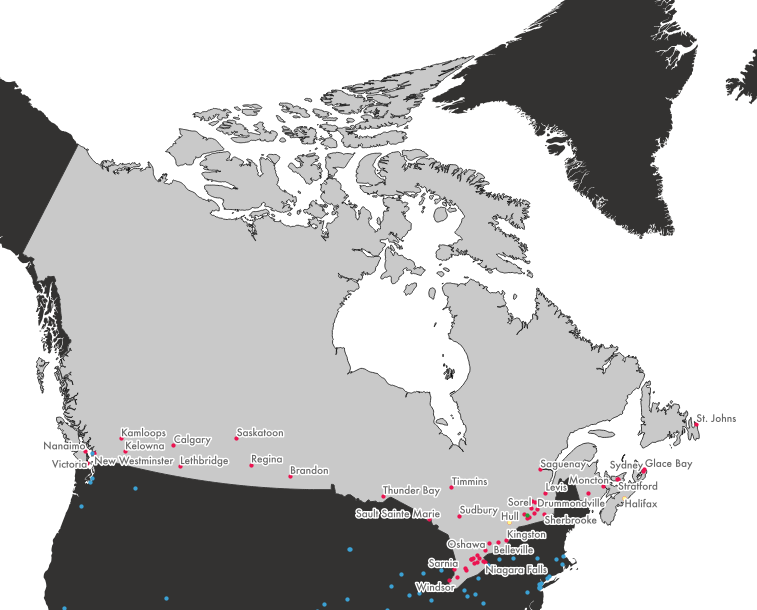 St. Johns
Kamloops
Saskatoon
Calgary
Nanaimo
Kelowna
Victoria
New Westminster
Lethbridge
Regina
Brandon
Saguenay
Sydney
Glace Bay
Timmins
Moncton
Stratford
Thunder Bay
Levis
Sorel
Drummondville
Halifax
Sault Sainte Marie
Sudbury
Hull
Sherbrooke
Kingston
Oshawa
Belleville
Sarnia
Niagara Falls
Windsor